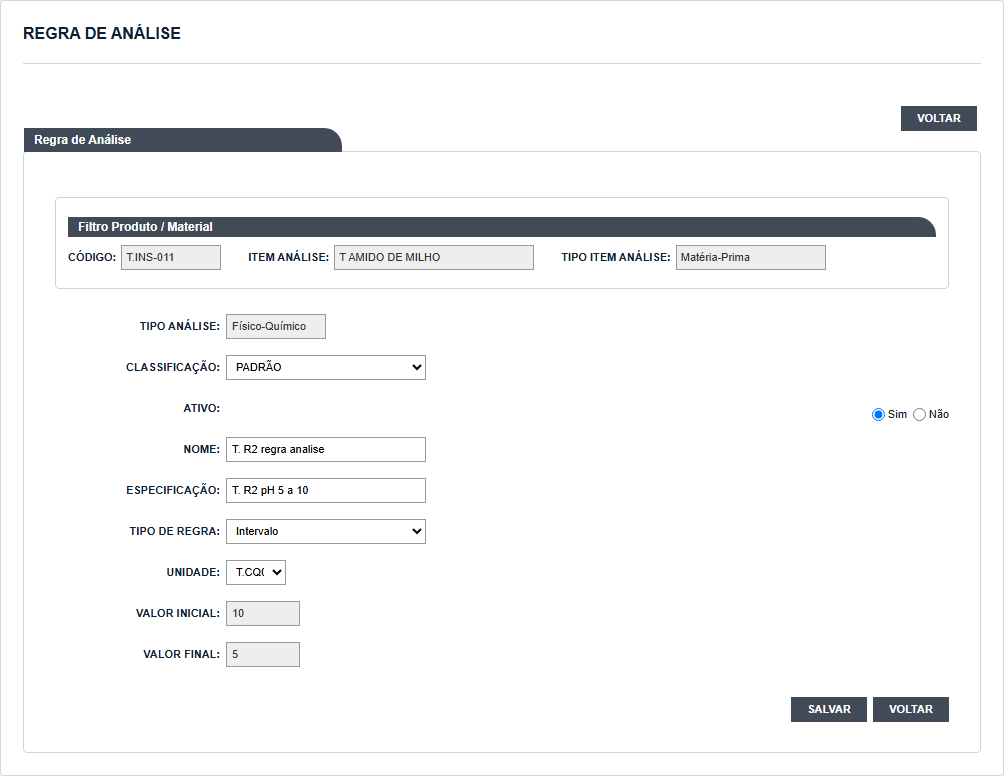 REGRA DE ANÁLISE
VOLTAR
Regra de Análise
Filtro Produto / Material
CÓDIGO: T.INS-011 ITEM ANÁLISE: T AMIDO DE MILHO TIPO ITEM ANÁLISE: Matéria-Prima
TIPO ANÁLISE: Físico-Químico
CLASSIFICAÇÃO: PADRÃO
ATIVO: Sim Não
NOME: T. R2 regra analise
ESPECIFICAÇÃO: T. R2 pH 5 a 10
TIPO DE REGRA: Intervalo
UNIDADE:
VALOR INICIAL: 10
VALOR FINAL: 5
SALVAR VOLTAR